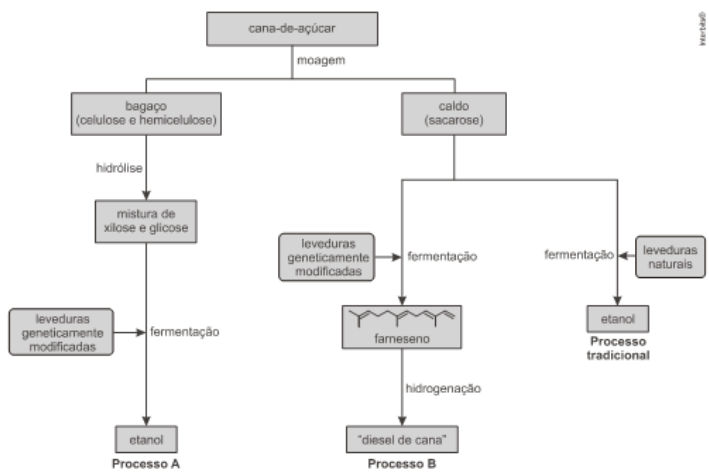 cana-de-açúcar
Interbits®
moagem
bagaço
(celulose e hemicelulose)
caldo
(sacarose)
hidrólise
mistura de
xilose e glicose
leveduras
geneticamente
modificadas
fermentação
fermentação
leveduras
naturais
leveduras
geneticamente
modificadas
fermentação
farneseno
etanol
Processo
tradicional
hidrogenação
etanol
Processo A
"diesel de cana"
Processo B